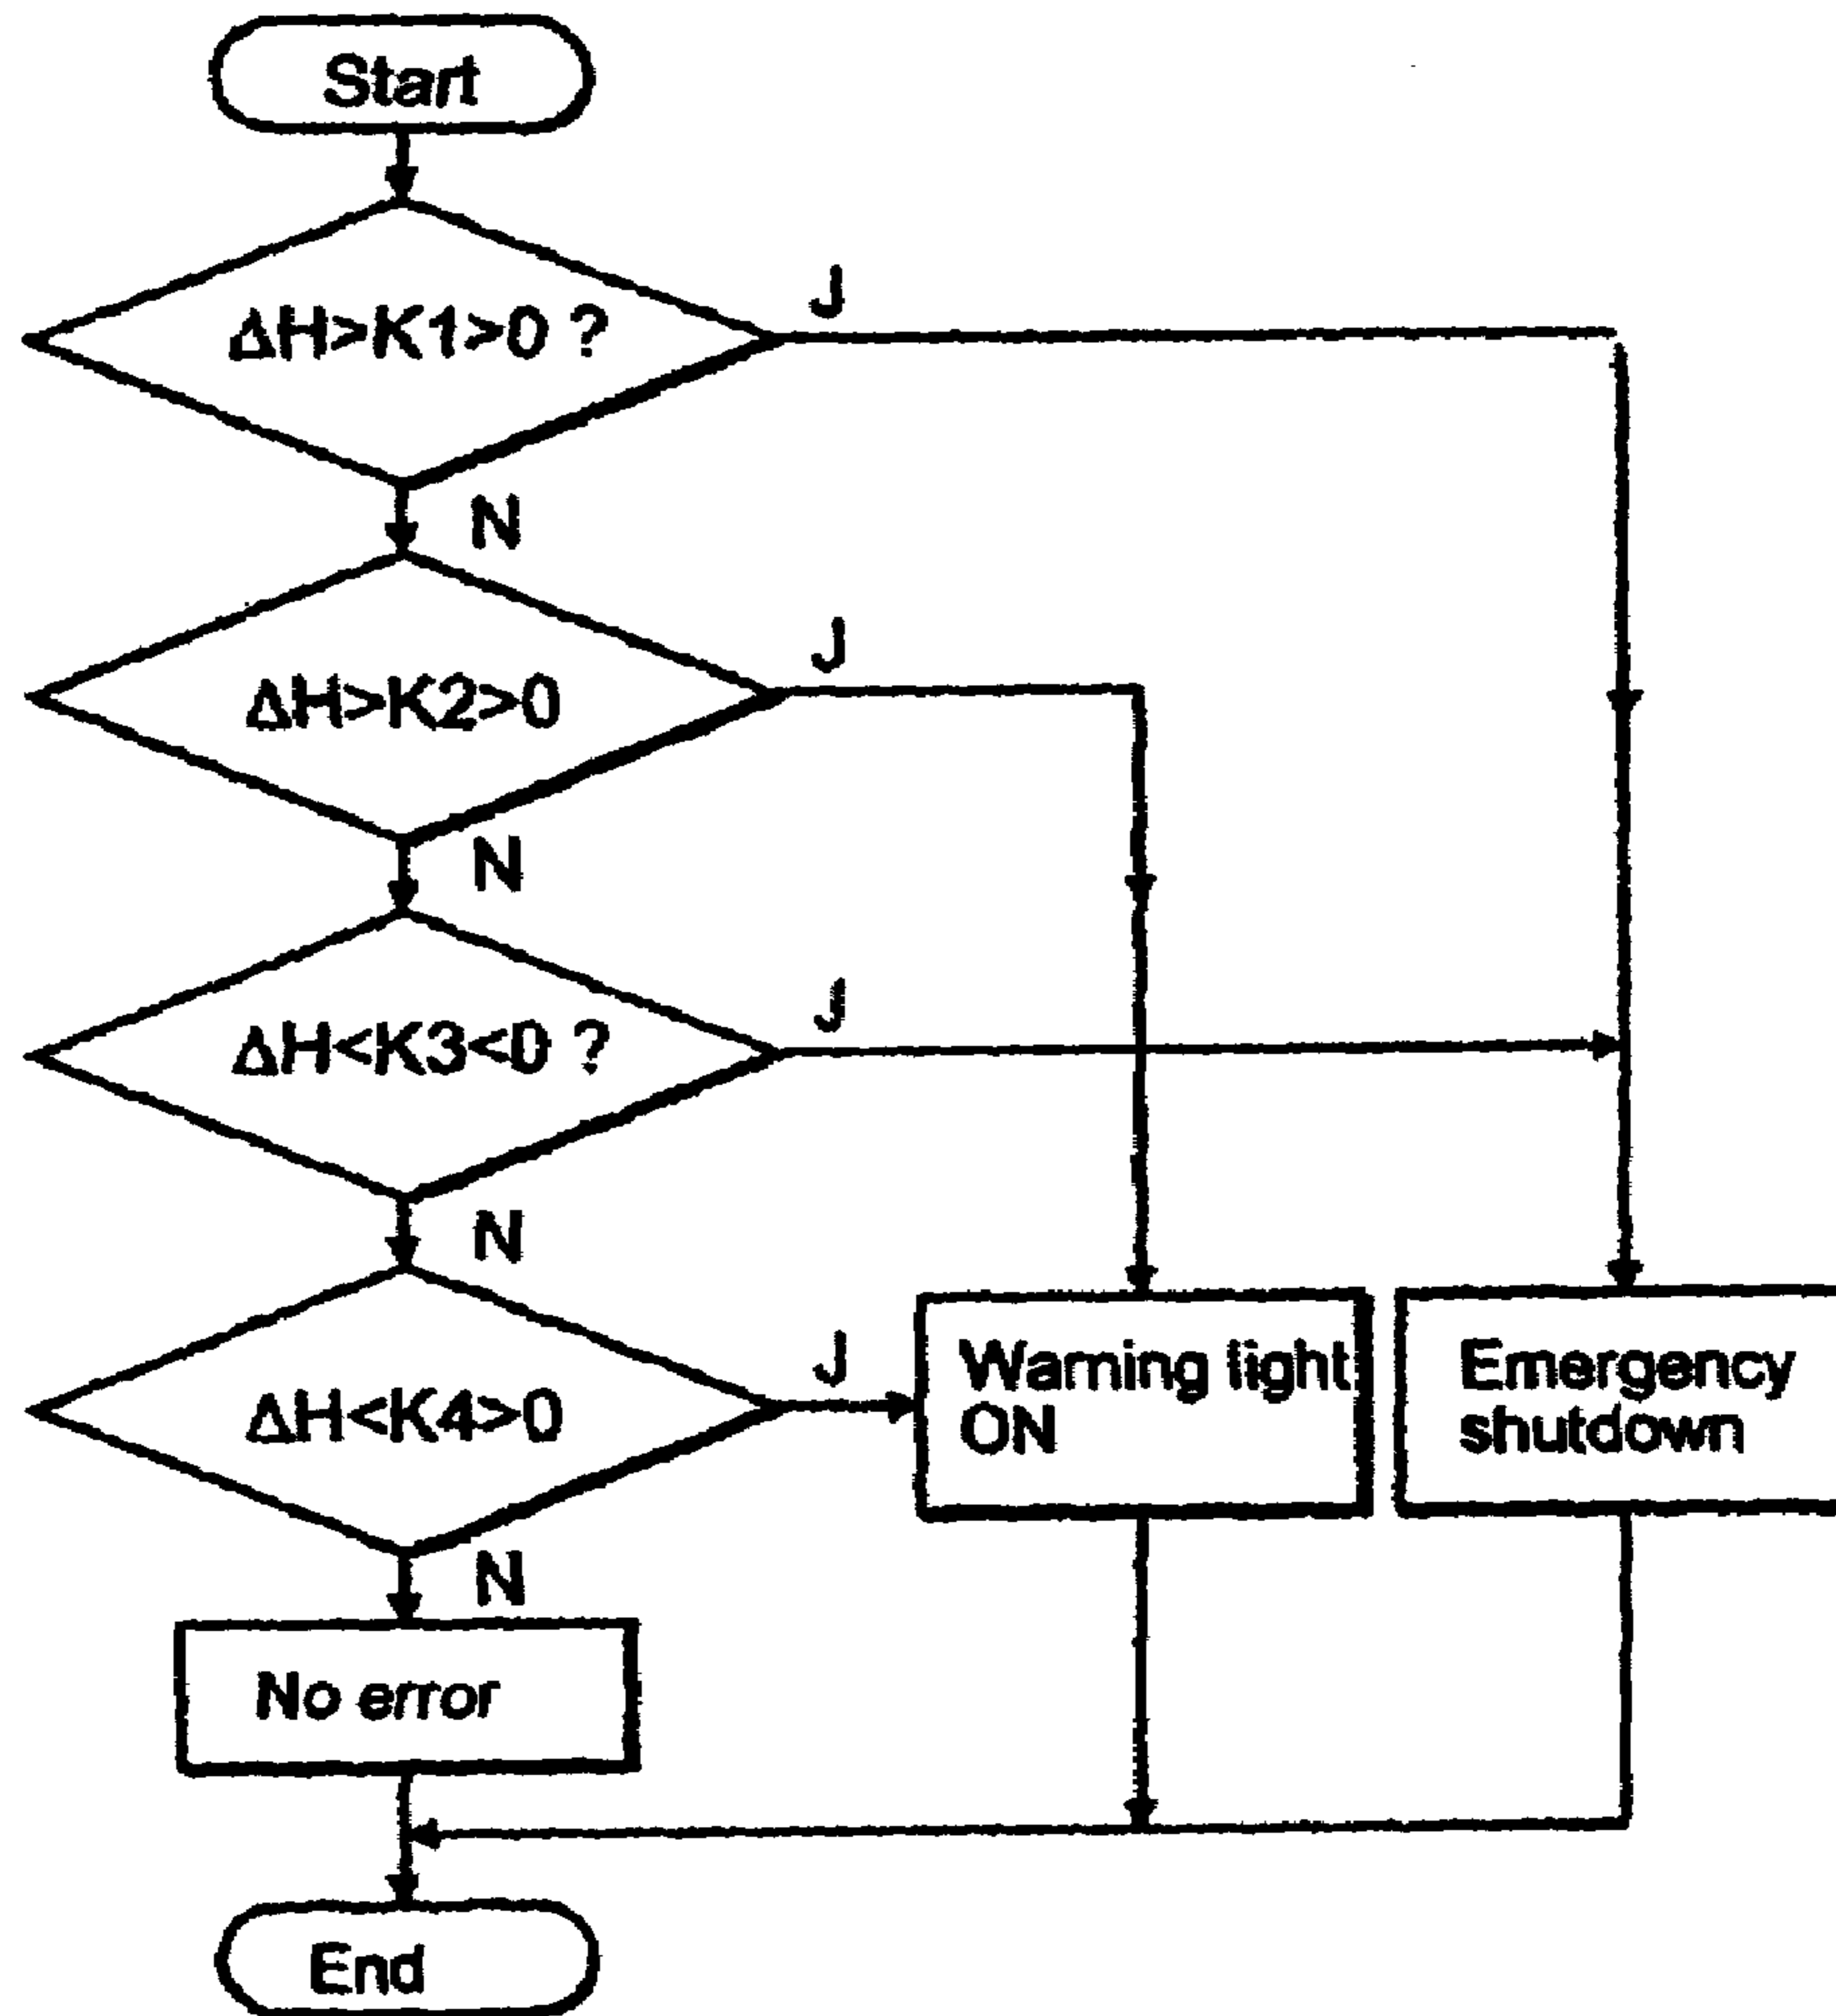 Start
ΔH>K1>0 ?
J
N
ΔH>K2>0
J
N
ΔH<K3<0 ?
J
N
ΔH<K4>0
J
N
Warning light
ON
Emergency
shutdown
No error
End